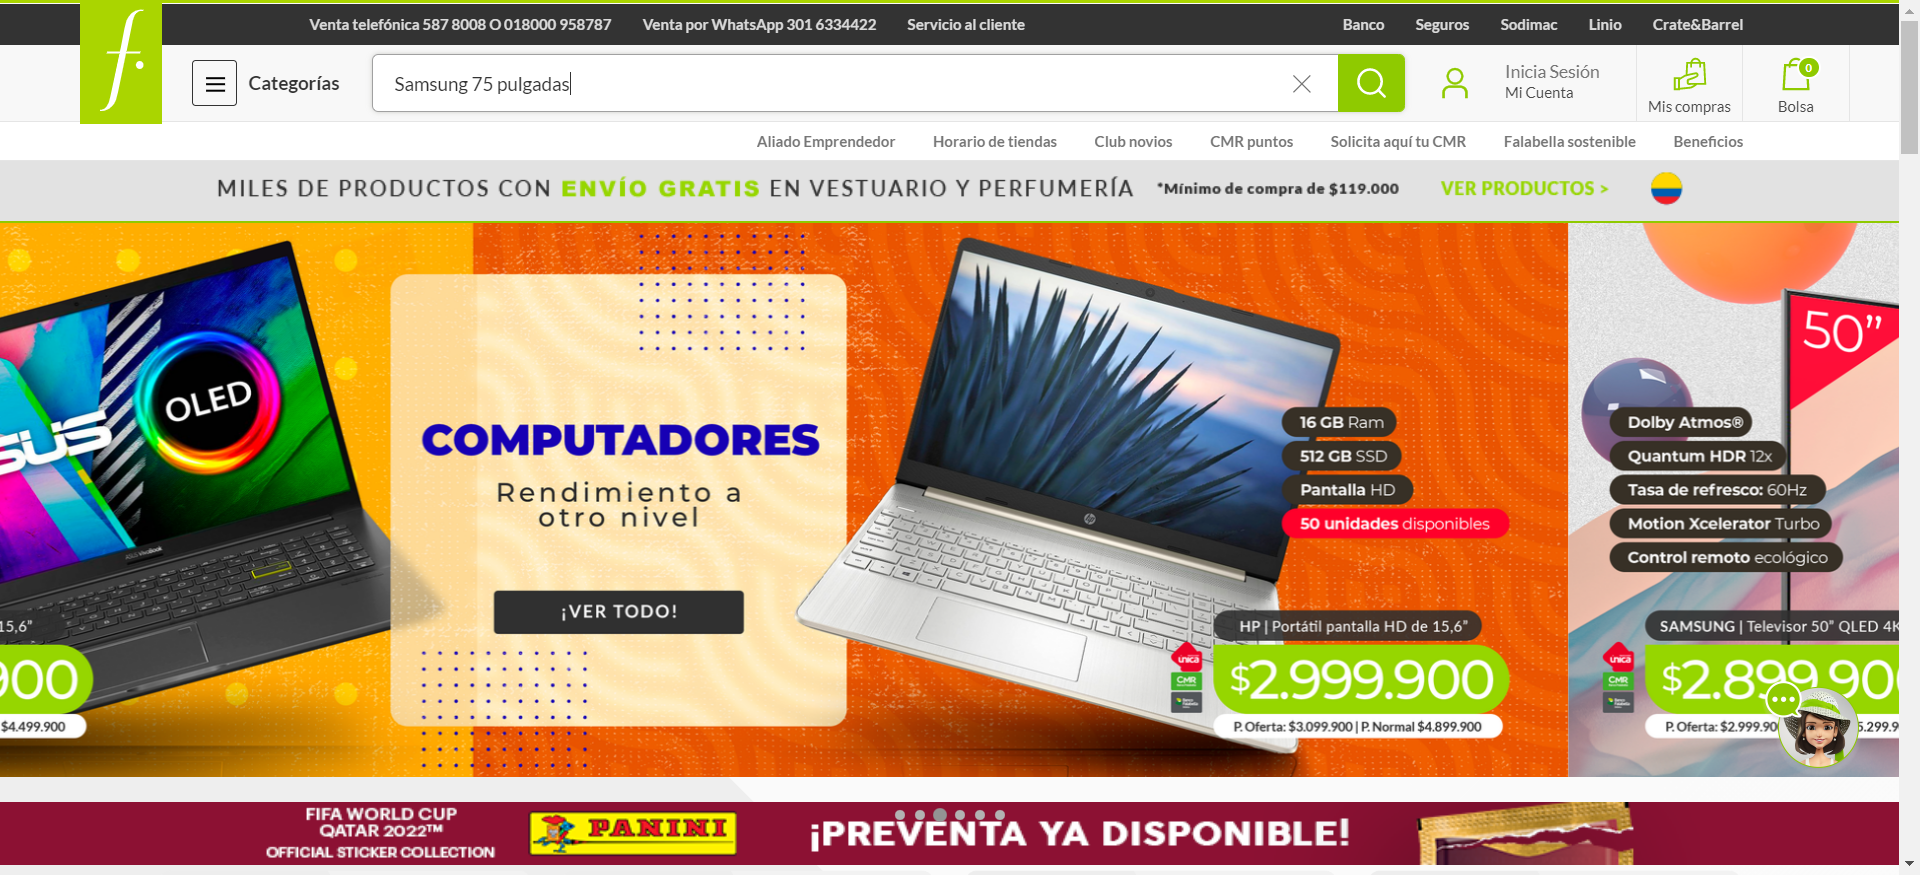 Venta telefónica 587 8008 O 018000 958787
Venta por WhatsApp 301 6334422
Servicio al cliente
Banco
Seguros
Sodimac
Linio
Crate&Barrel
f.
Categorías
Samsung 75 pulgadas
Inicia Sesión
Mi Cuenta
Mis compras
0
Bolsa
Aliado Emprendedor
Horario de tiendas
Club novios
CMR puntos
Solicita aquí tu CMR
Falabella sostenible
Beneficios
MILES DE PRODUCTOS CON ENVÍO GRATIS EN VESTUARIO Y PERFUMERÍA
*Mínimo de compra de $119.000
VER PRODUCTOS >
OLED
SUS
15,6”
900
$4.499.900
COMPUTADORES
Rendimiento a
otro nivel
¡VER TODO!
hp
16 GB Ram
512 GB SSD
Pantalla HD
50 unidades disponibles
HP | Portátil pantalla HD de 15,6”
única
CMR
$2.999.900
P. Oferta: $3.099.900 | P. Normal $4.899.900
50”
Dolby Atmos®
Quantum HDR 12x
Tasa de refresco: 60Hz
Motion Xcelerator Turbo
Control remoto ecológico
SAMSUNG | Televisor 50” QLED 4K
única
CMR
$2.899.900
P. Oferta: $2.999.90
5.299.9
FIFA WORLD CUP
QATAR 2022™
OFFICIAL STICKER COLLECTION
PANINI
¡PREVENTA YA DISPONIBLE!